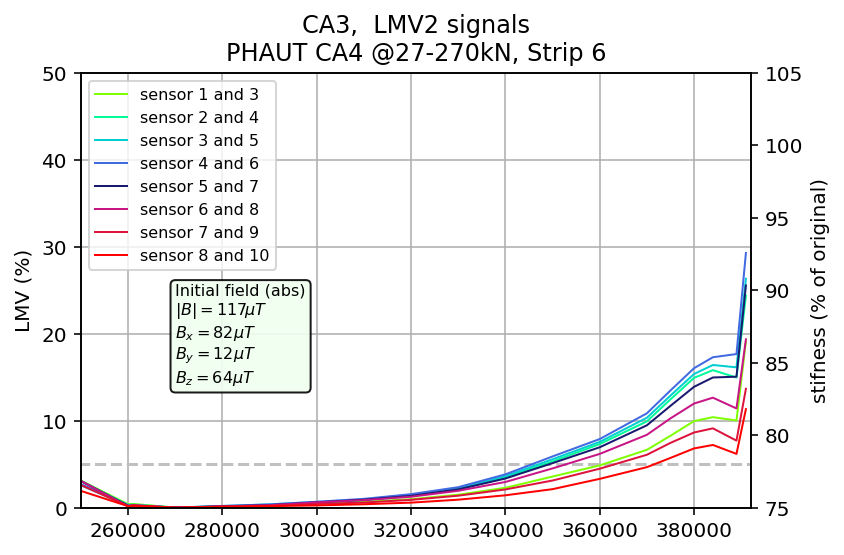 CA3,  LMV2 signals
PHAUT CA4 @27-270kN, Strip 6
50
40
30
20
10
0
LMV (%)
sensor 1 and 3
sensor 2 and 4
sensor 3 and 5
sensor 4 and 6
sensor 5 and 7
sensor 6 and 8
sensor 7 and 9
sensor 8 and 10
Initial field (abs)
|B| = 117μT
Bx = 82μT
By = 12μT
Bz = 64μT
105
100
95
90
85
80
75
stifness (% of original)
260000 280000 300000 320000 340000 360000 380000